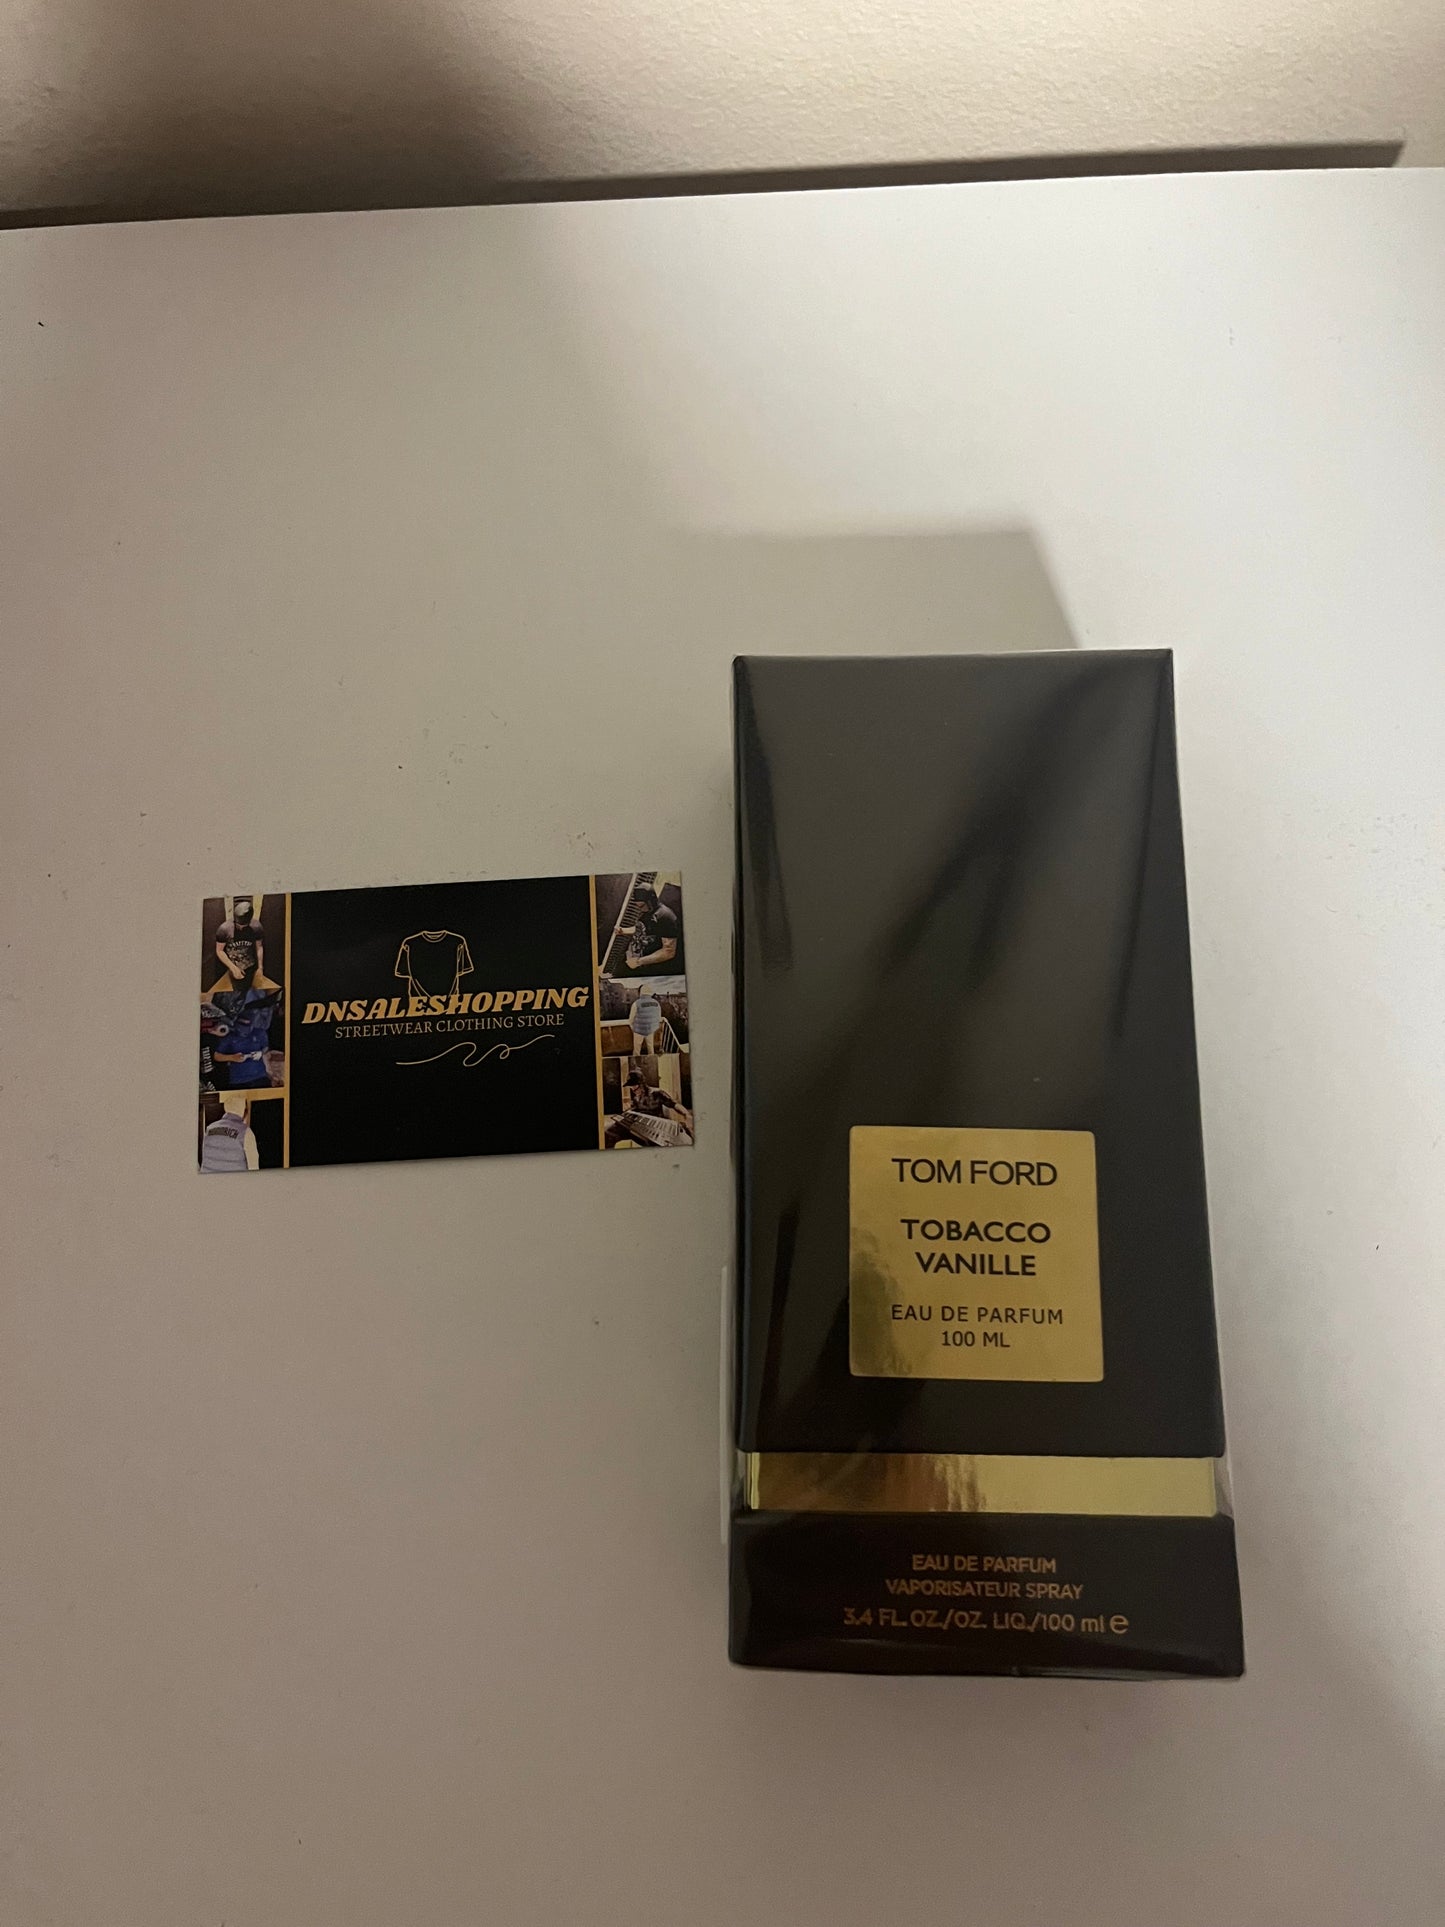 DNSALESHOPPING
STREETWEAR CLOTHING STORE
TOM FORD
TOBACCO
VANILLE
EAU DE PARFUM
100 ML
EAU DE PARFUM
VAPORISATEUR SPRAY
3.4 FL. OZ./OZ. LIQ./100 ml e